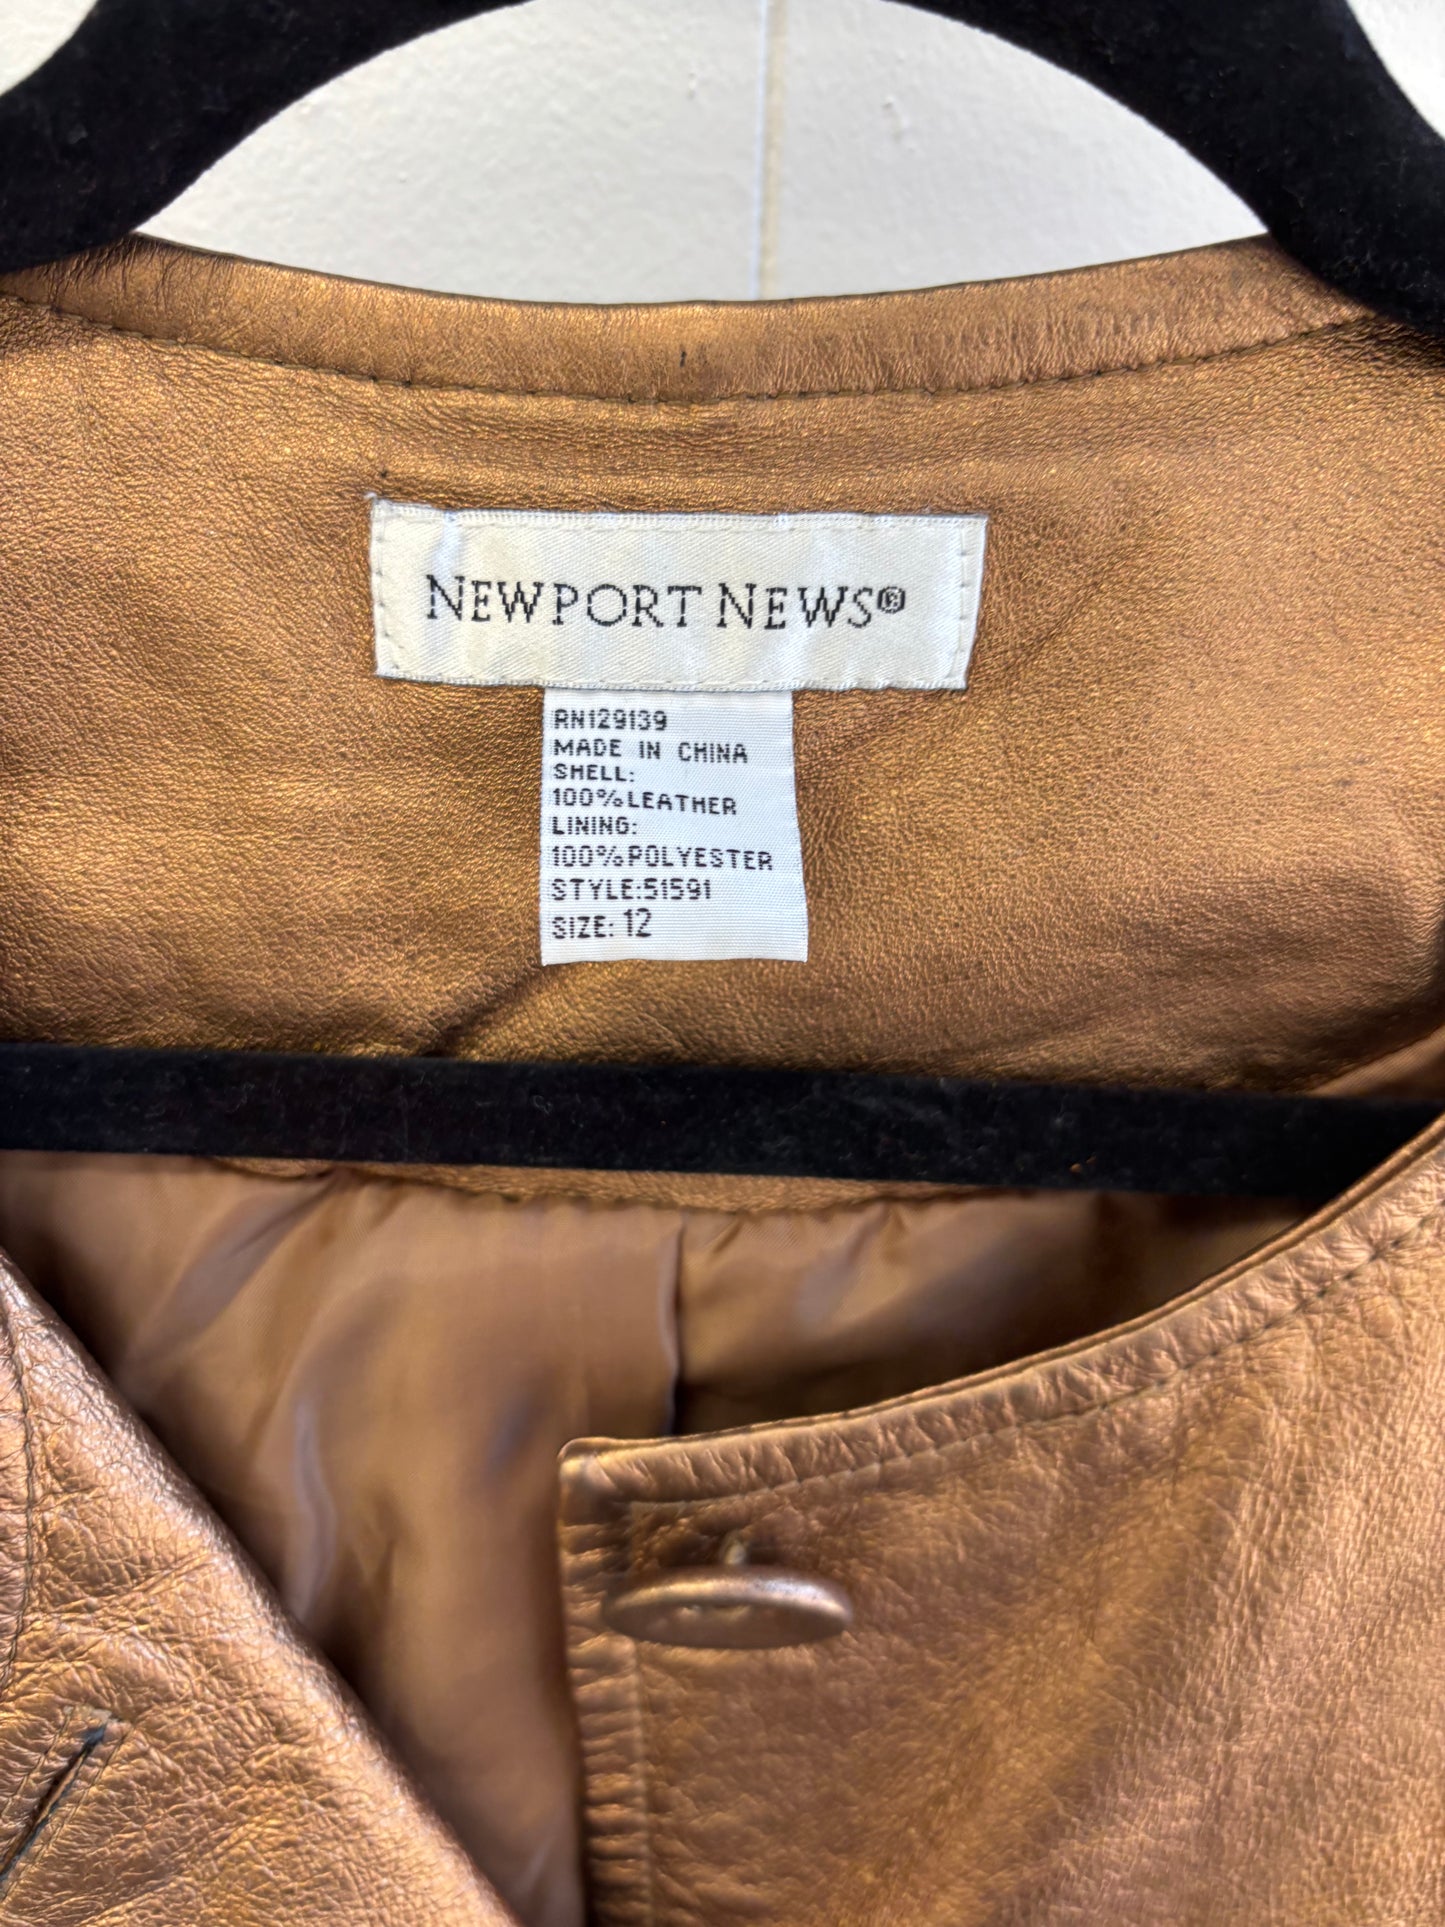 NEWPORT NEWS®
RN129139
MADE IN CHINA
SHELL:
100%LEATHER
LINING:
100%POLYESTER
STYLE:51591
SIZE: 12